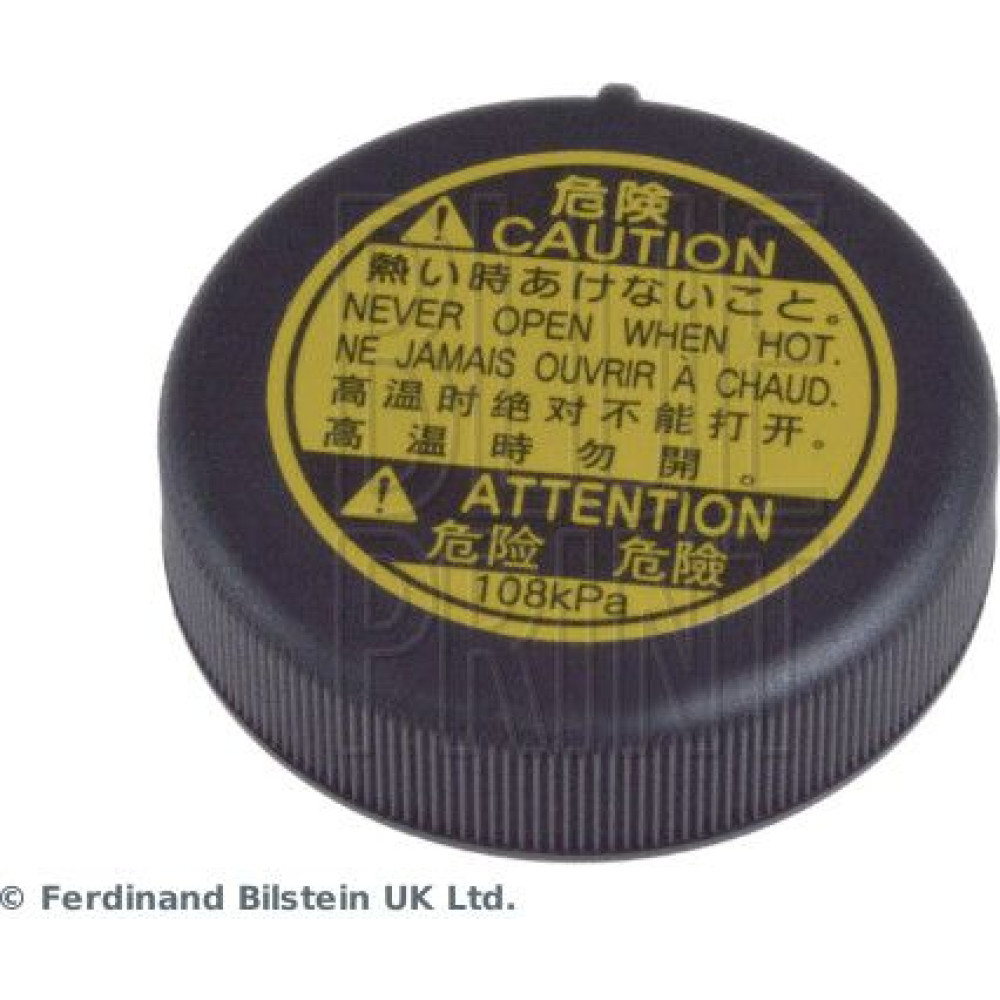 危険
CAUTION
熱い時あけないこと。
NEVER OPEN WHEN HOT.
NE JAMAIS OUVRIR À CHAUD.
高温时绝对不能打开。
高温時勿開。
ATTENTION
危险 危險
108kPa
BLUE
PRINT
© Ferdinand Bilstein UK Ltd.